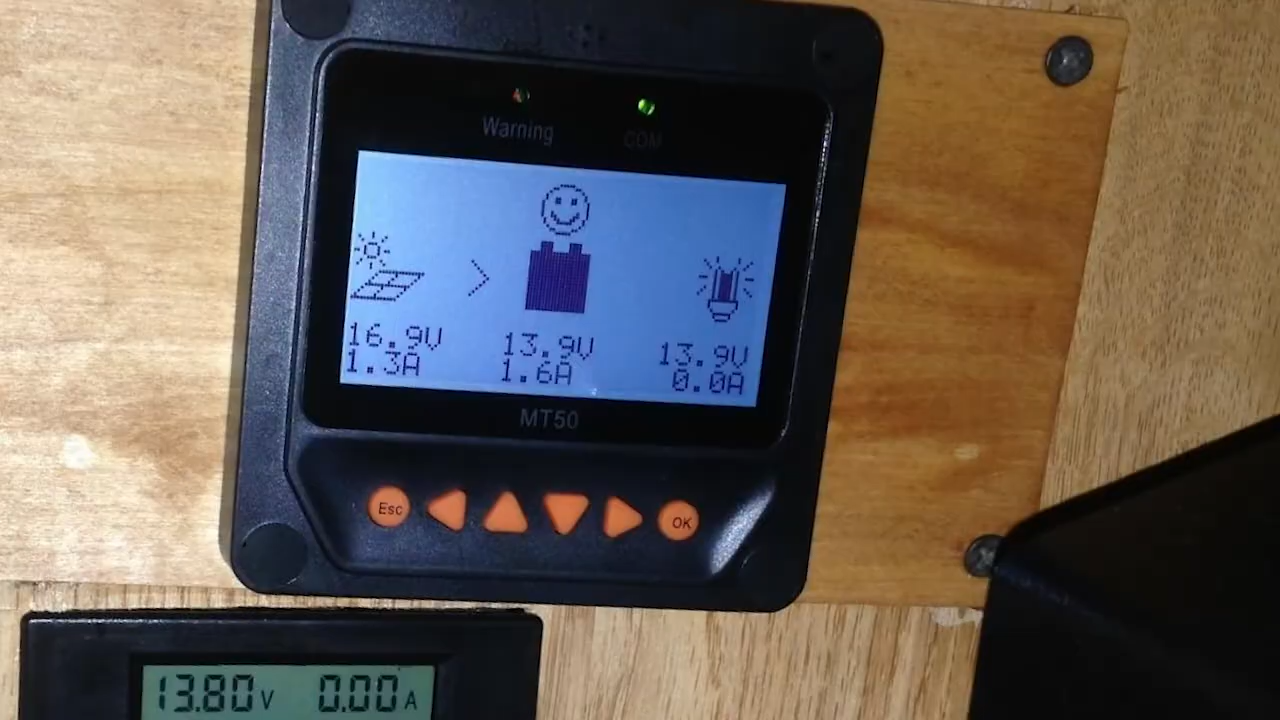 Warning COM
16.9V 13.9V 13.9V
1.3A 1.6A 0.0A
MT50
Esc OK
13.80V 0.00A